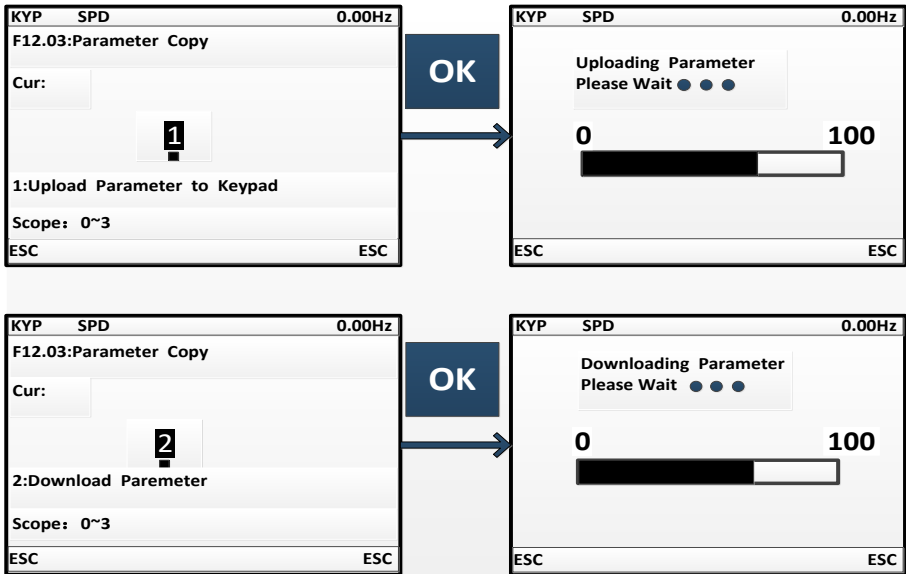 KYP SPD 0.00Hz
F12.03:Parameter Copy
Cur:
1
1:Upload Parameter to Keypad
Scope：0~3
ESC ESC
OK
KYP SPD 0.00Hz
Uploading Parameter
Please Wait
0 100
ESC ESC
KYP SPD 0.00Hz
F12.03:Parameter Copy
Cur:
2
2:Download Paremeter
Scope：0~3
ESC ESC
OK
KYP SPD 0.00Hz
Downloading Parameter
Please Wait
0 100
ESC ESC